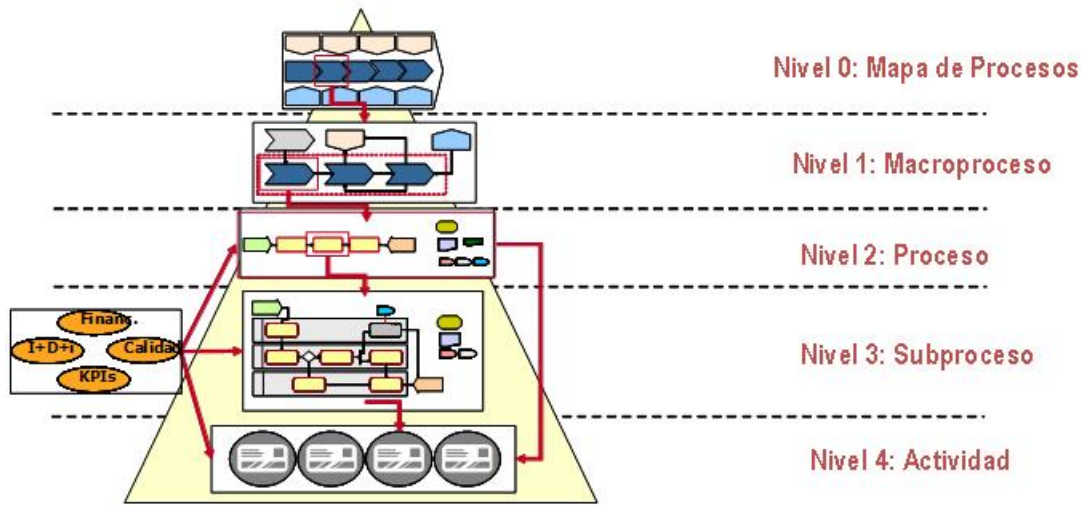 Nivel 0: Mapa de Procesos
Nivel 1: Macroproceso
Nivel 2: Proceso
Financ.
I+D+i
Calidad
KPIs
Nivel 3: Subproceso
Nivel 4: Actividad